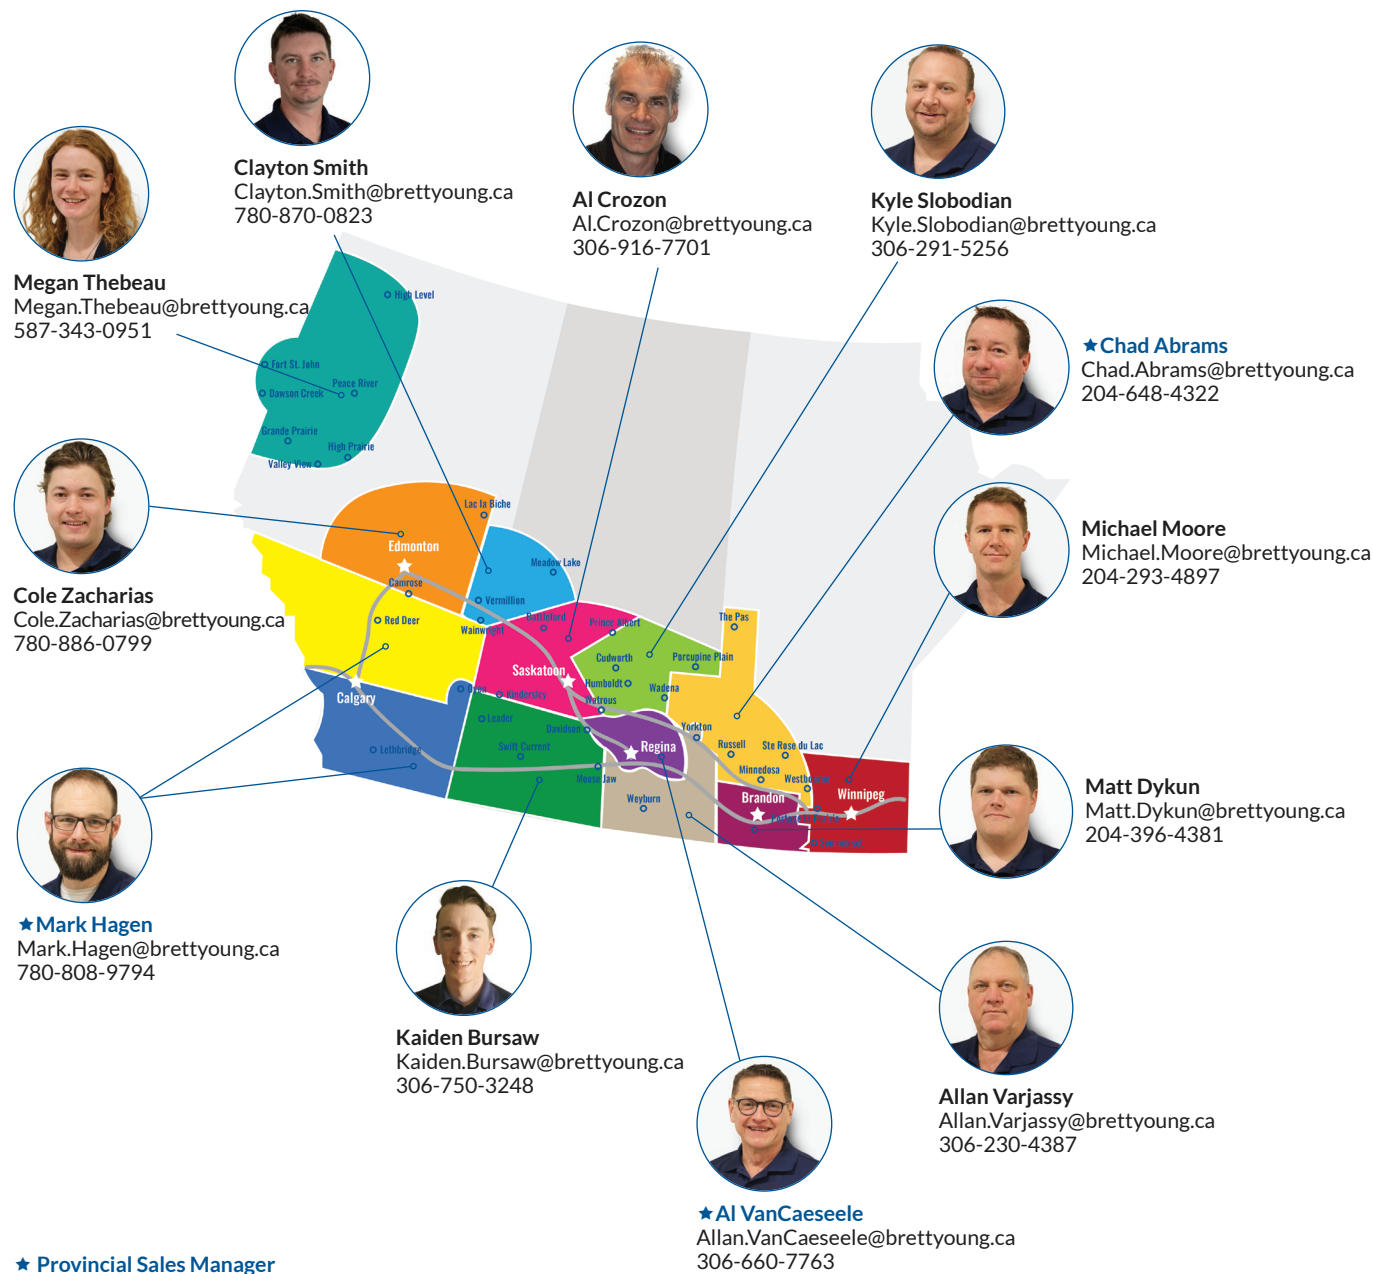 Clayton Smith
Clayton.Smith@brettyoung.ca
780-870-0823
Al Crozon
Al.Crozon@brettyoung.ca
306-916-7701
Kyle Slobodian
Kyle.Slobodian@brettyoung.ca
306-291-5256
Megan Thebeau
Megan.Thebeau@brettyoung.ca
587-343-0951
★Chad Abrams
Chad.Abrams@brettyoung.ca
204-648-4322
Cole Zacharias
Cole.Zacharias@brettyoung.ca
780-886-0799
Michael Moore
Michael.Moore@brettyoung.ca
204-293-4897
High Level
Fort St. John
Peace River
Dawson Creek
Grande Prairie
High Prairie
Valley View
Lac la Biche
Edmonton
Meadow Lake
Camrose
Vermillion
Red Deer
Wainwright
Battleford
Prince Albert
The Pas
Cudworth
Porcupine Plain
Saskatoon
Humboldt
Wadena
Calgary
Oyen
Kindersley
Watrous
Leader
Davidson
Yorkton
Lethbridge
Swift Current
Regina
Russell
Ste Rose du Lac
Moose Jaw
Minnedosa
Westbourne
Weyburn
Brandon
Winnipeg
Matt Dykun
Matt.Dykun@brettyoung.ca
204-396-4381
★Mark Hagen
Mark.Hagen@brettyoung.ca
780-808-9794
Kaiden Bursaw
Kaiden.Bursaw@brettyoung.ca
306-750-3248
Allan Varjassy
Allan.Varjassy@brettyoung.ca
306-230-4387
★Al VanCaeseele
Allan.VanCaeseele@brettyoung.ca
306-660-7763
★ Provincial Sales Manager